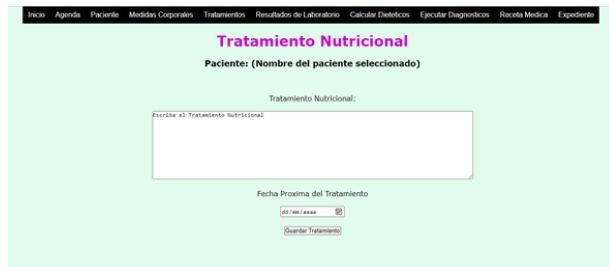 Inicio Agenda Paciente Medidas Corporales Tratamientos Resultados de Laboratorio Calcular Dieteticos Ejecutar Diagnosticos Receta Medica Expediente
Tratamiento Nutricional
Paciente: (Nombre del paciente seleccionado)
Tratamiento Nutricional:
Escriba el Tratamiento Nutricional
Fecha Proxima del Tratamiento
dd/mm/aaaa
Guardar Tratamiento